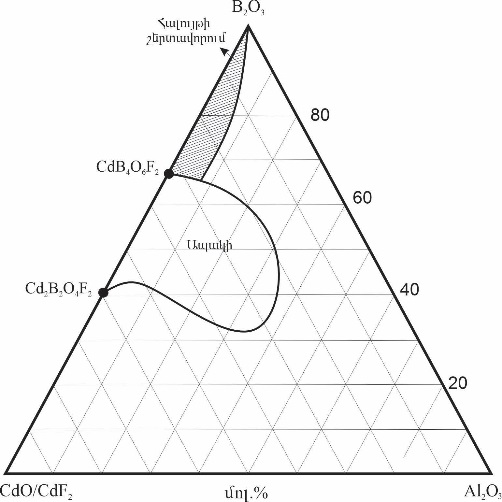 B₂O₃
Հալույթի
շերտավորում
80
CdB₄O₆F₂
60
Ապակի
Cd₂B₂O₄F₂
40
20
CdO/CdF₂ մոլ.% Al₂O₃